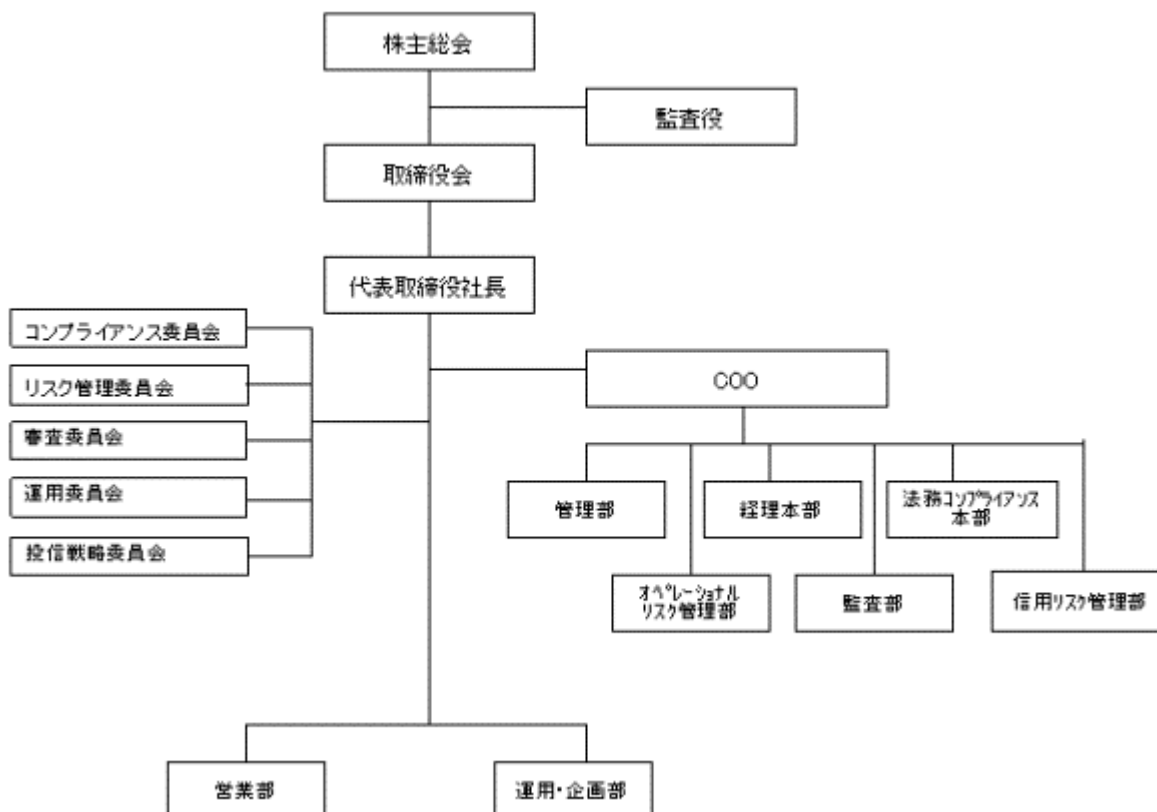 株主総会
監査役
取締役会
代表取締役社長
コンプライアンス委員会
リスク管理委員会
審査委員会
運用委員会
投信戦略委員会
COO
管理部
経理本部
法務コンプライアンス
本部
オペレーショナル
リスク管理部
監査部
信用リスク管理部
営業部
運用・企画部